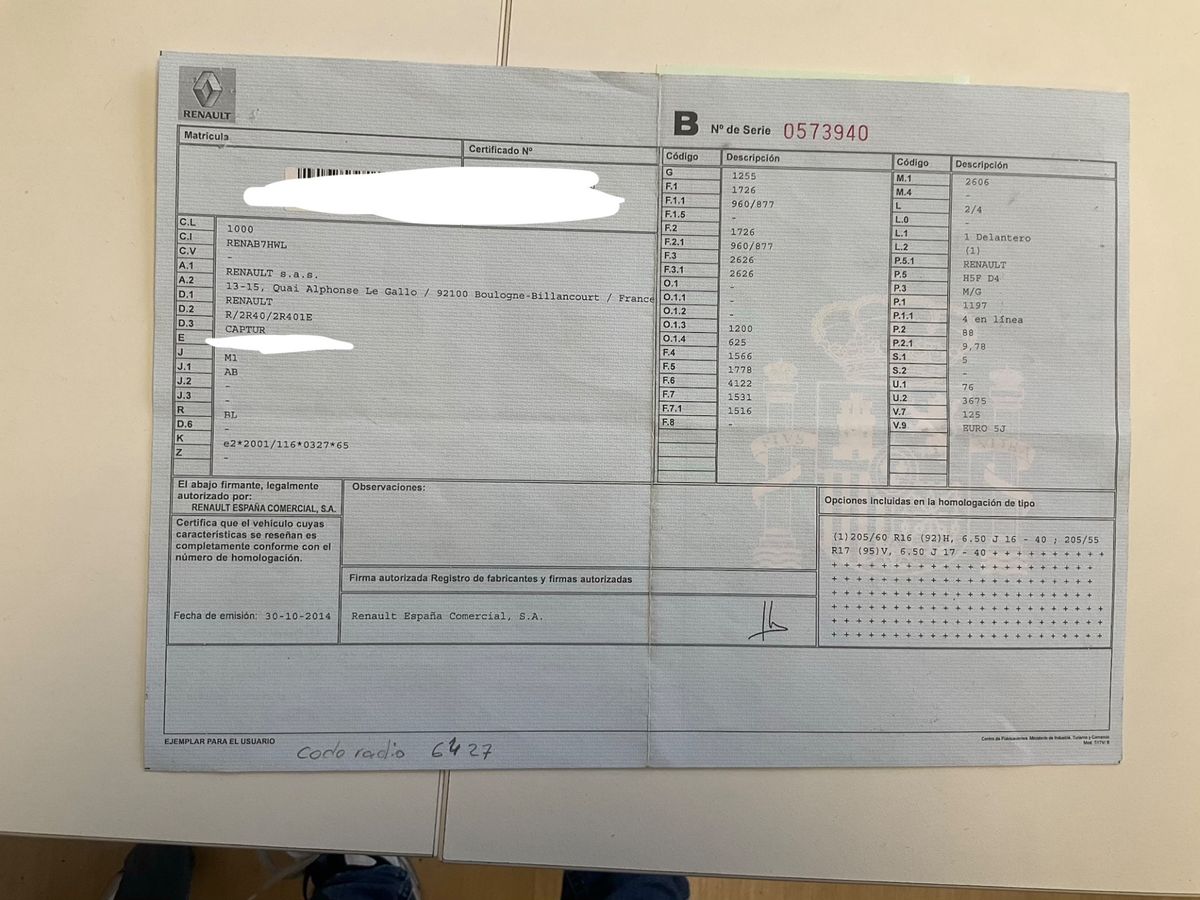 RENAULT
Matrícula
Certificado Nº
C.L 1000
C.I RENAB7HWL
C.V -
A.1 RENAULT s.a.s.
A.2 13-15, Quai Alphonse Le Gallo / 92100 Boulogne-Billancourt / France
D.1 RENAULT
D.2 R/2R40/2R401E
D.3 CAPTUR
E
J M1
J.1 AB
J.2 -
J.3 -
R BL
D.6 -
K e2*2001/116*0327*65
Z -
B Nº de Serie 0573940
Código Descripción Código Descripción
G 1255 M.1 2606
F.1 1726 M.4 -
F.1.1 960/877 L 2/4
F.1.5 - L.0 -
F.2 1726 L.1 1 Delantero
F.2.1 960/877 L.2 (1)
F.3 2626 P.5.1 RENAULT
F.3.1 2626 P.5 H5F D4
O.1 - P.3 M/G
O.1.1 - P.1 1197
O.1.2 - P.1.1 4 en línea
O.1.3 1200 P.2 88
O.1.4 625 P.2.1 9,78
F.4 1566 S.1 5
F.5 1778 S.2 -
F.6 4122 U.1 76
F.7 1531 U.2 3675
F.7.1 1516 V.7 125
F.8 - V.9 EURO 5J
El abajo firmante, legalmente
autorizado por:
RENAULT ESPAÑA COMERCIAL, S.A.
Certifica que el vehículo cuyas
características se reseñan es
completamente conforme con el
número de homologación.
Fecha de emisión: 30-10-2014
Observaciones:
Firma autorizada Registro de fabricantes y firmas autorizadas
Renault España Comercial, S.A.
Opciones incluidas en la homologación de tipo
(1)205/60 R16 (92)H, 6.50 J 16 - 40 ; 205/55
R17 (95)V, 6.50 J 17 - 40 + + + + + + + + + +
+ + + + + + + + + + + + + + + + + + + + + +
+ + + + + + + + + + + + + + + + + + + + + +
+ + + + + + + + + + + + + + + + + + + + + +
+ + + + + + + + + + + + + + + + + + + + + + +
+ + + + + + + + + + + + + + + + + + + + + + +
+ + + + + + + + + + + + + + + + + + + + + + +
EJEMPLAR PARA EL USUARIO
Centro de Publicaciones. Ministerio de Industria, Turismo y Comercio
codo radio 6427